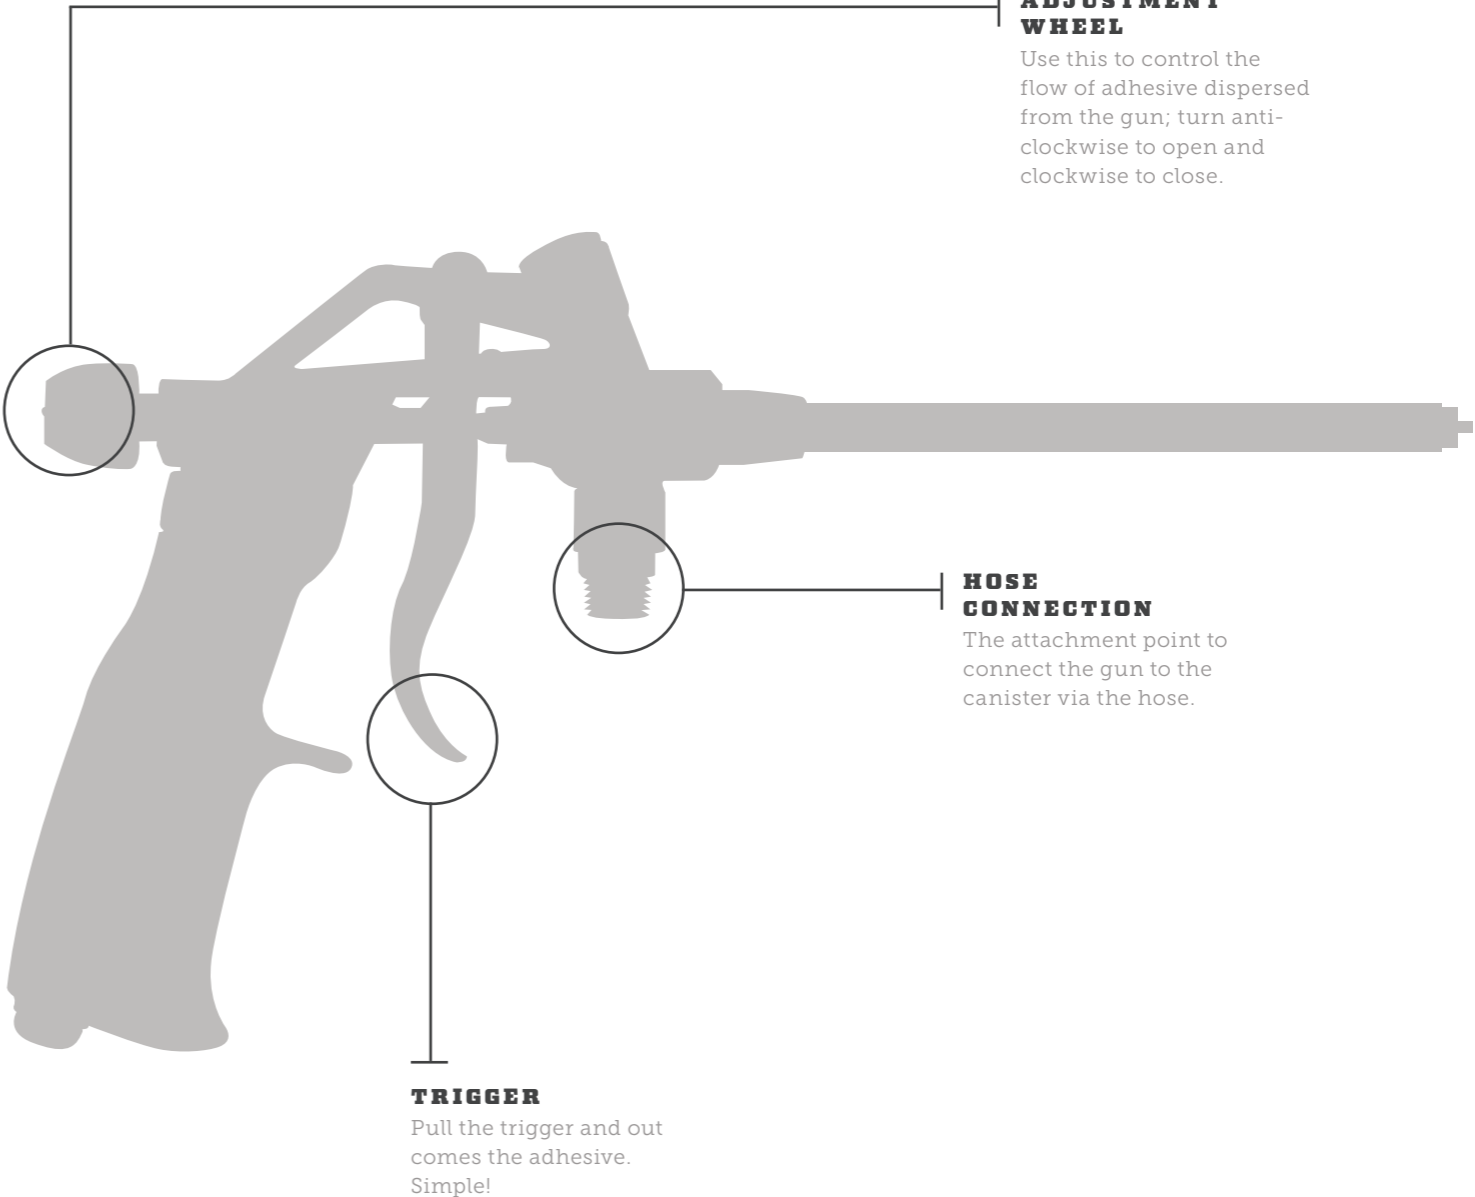 ADJUSTMENT
WHEEL
Use this to control the
flow of adhesive dispersed
from the gun; turn anti-
clockwise to open and
clockwise to close.
HOSE
CONNECTION
The attachment point to
connect the gun to the
canister via the hose.
TRIGGER
Pull the trigger and out
comes the adhesive.
Simple!